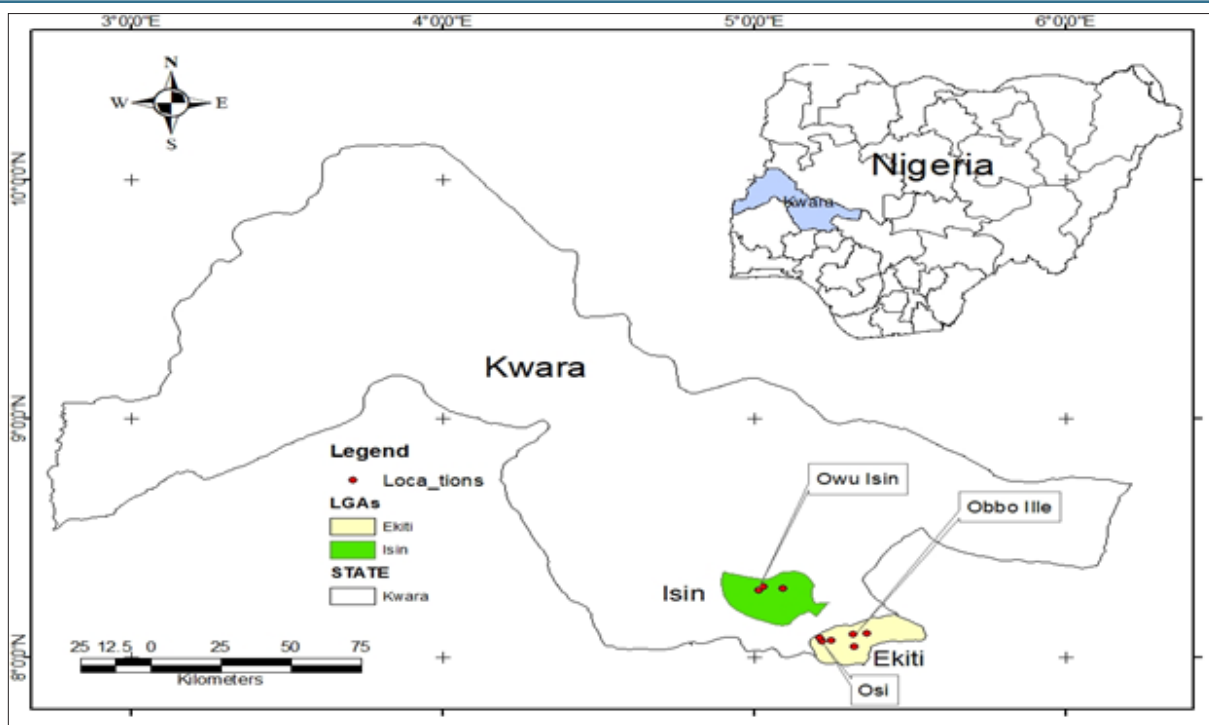 3°0'0"E 4°0'0"E 5°0'0"E 6°0'0"E
N
W E
S
10°0'0"N
9°0'0"N
8°0'0"N
Nigeria
Kwara
Kwara
Legend
Loca_tions
LGAs
Ekiti
Isin
STATE
Kwara
Owu Isin
Obbo Ille
Isin
Ekiti
Osi
25 12.5 0 25 50 75
Kilometers